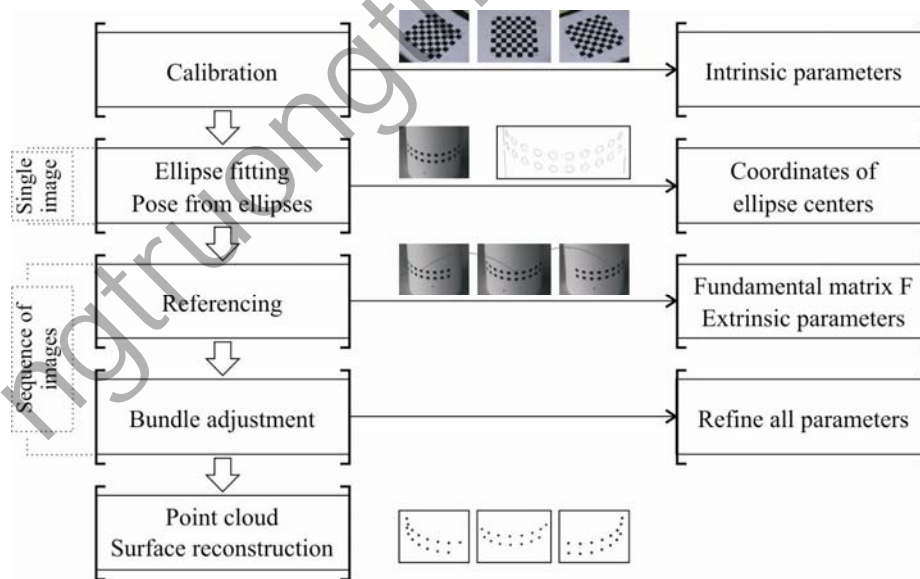 Calibration
Intrinsic parameters
Single
image
Ellipse fitting
Pose from ellipses
Coordinates of
ellipse centers
Sequence of
images
Referencing
Fundamental matrix F
Extrinsic parameters
Bundle adjustment
Refine all parameters
Point cloud
Surface reconstruction
ngtruongt